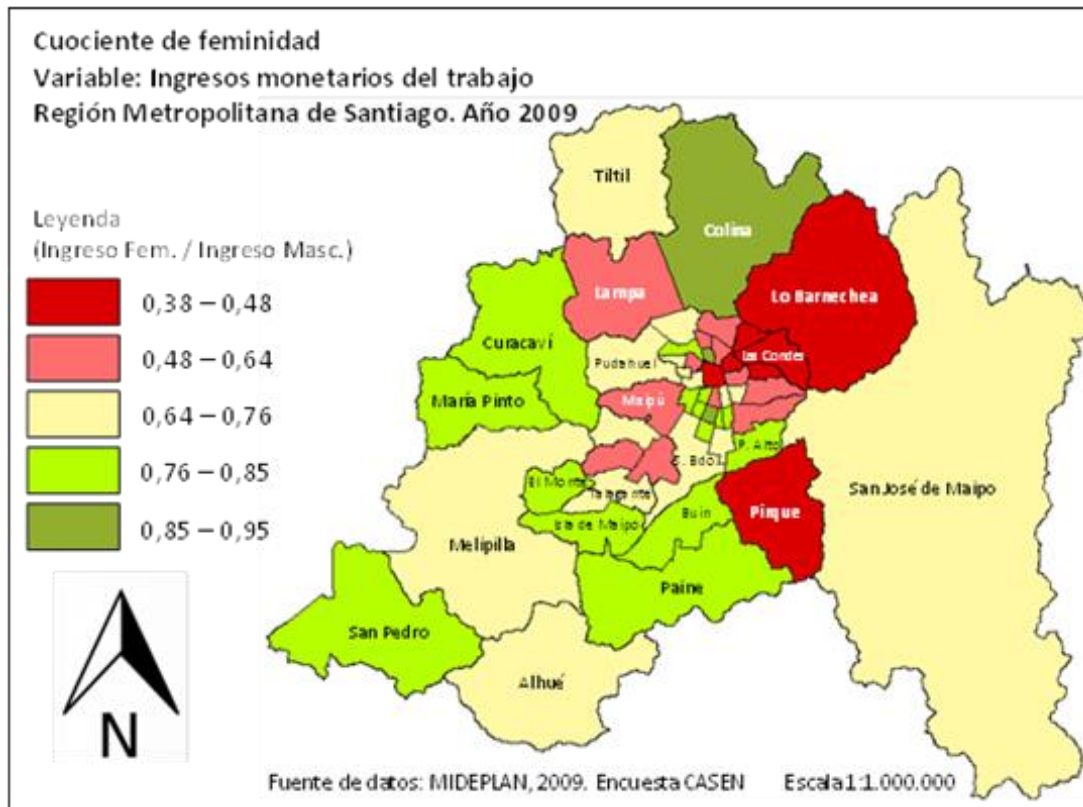 Cuociente de feminidad
Variable: Ingresos monetarios del trabajo
Región Metropolitana de Santiago. Año 2009
Leyenda
(Ingreso Fem. / Ingreso Masc.)
0,38 – 0,48
0,48 – 0,64
0,64 – 0,76
0,76 – 0,85
0,85 – 0,95
N
Tiltil
Colina
Lampa
Lo Barnechea
Curacaví
Pudahuel
Las Condes
María Pinto
Maipú
S. Bdo.
P. Alto
San José de Maipo
El Monte
Talagante
Pirque
Isla de Maipo
Buin
Melipilla
Paine
San Pedro
Alhué
Fuente de datos: MIDEPLAN, 2009. Encuesta CASEN Escala 1:1.000.000